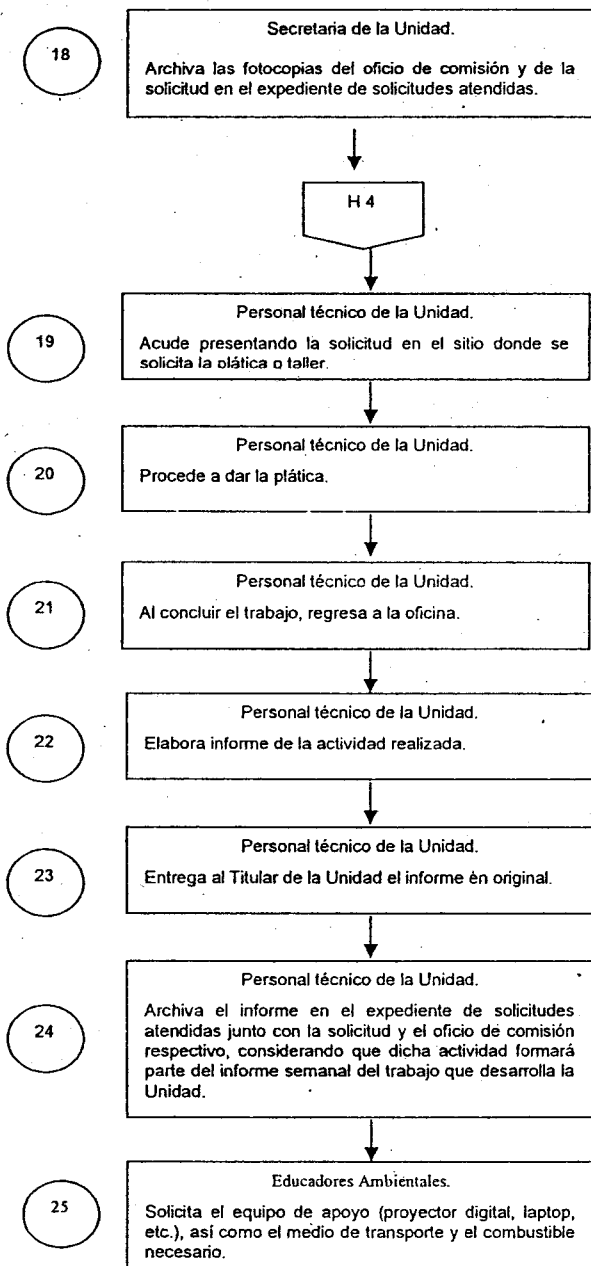 18
Secretaria de la Unidad.
Archiva las fotocopias del oficio de comisión y de la
solicitud en el expediente de solicitudes atendidas.
H 4
19
Personal técnico de la Unidad.
Acude presentando la solicitud en el sitio donde se
solicita la plática o taller.
20
Personal técnico de la Unidad.
Procede a dar la plática.
21
Personal técnico de la Unidad.
Al concluir el trabajo, regresa a la oficina.
22
Personal técnico de la Unidad.
Elabora informe de la actividad realizada.
23
Personal técnico de la Unidad.
Entrega al Titular de la Unidad el informe en original.
24
Personal técnico de la Unidad.
Archiva el informe en el expediente de solicitudes
atendidas junto con la solicitud y el oficio de comisión
respectivo, considerando que dicha actividad formará
parte del informe semanal del trabajo que desarrolla la
Unidad.
25
Educadores Ambientales.
Solicita el equipo de apoyo (proyector digital, laptop,
etc.), así como el medio de transporte y el combustible
necesario.